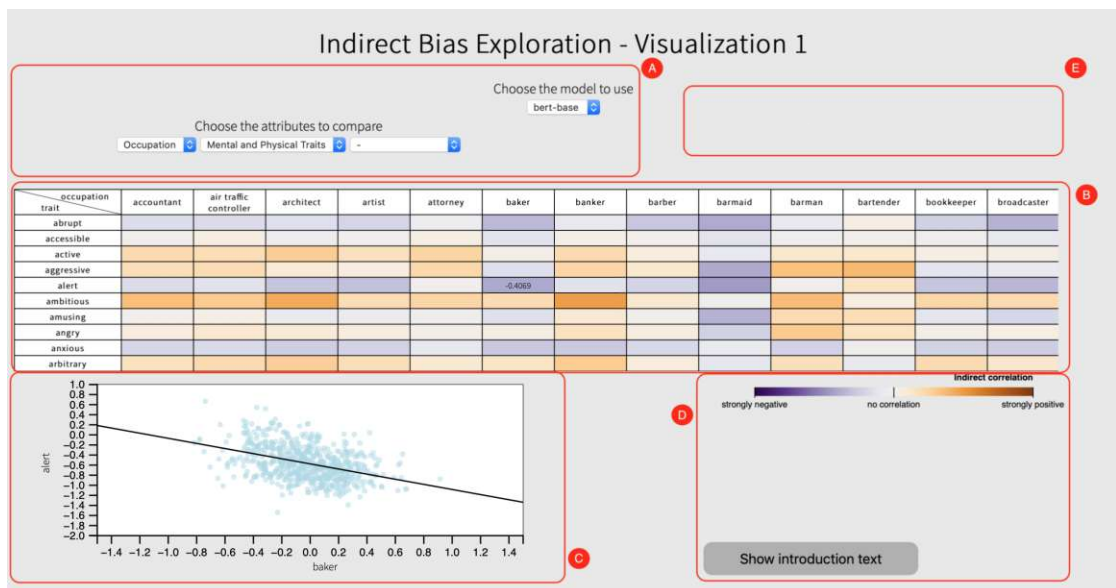 Indirect Bias Exploration - Visualization 1
A
E
Choose the model to use
bert-base
Choose the attributes to compare
Occupation Mental and Physical Traits -
B
occupation
trait
accountant air traffic controller architect artist attorney baker banker barber barmaid barman bartender bookkeeper broadcaster
abrupt
accessible
active
aggressive
alert -0.4069
ambitious
amusing
angry
anxious
arbitrary
1.0
0.8
0.6
0.4
0.2
0.0
−0.2
−0.4
−0.6
−0.8
−1.0
−1.2
−1.4
−1.6
−1.8
−2.0
alert
−1.4 −1.2 −1.0 −0.8 −0.6 −0.4 −0.2 0.0 0.2 0.4 0.6 0.8 1.0 1.2 1.4
baker
C
Indirect correlation
strongly negative no correlation strongly positive
D
Show introduction text